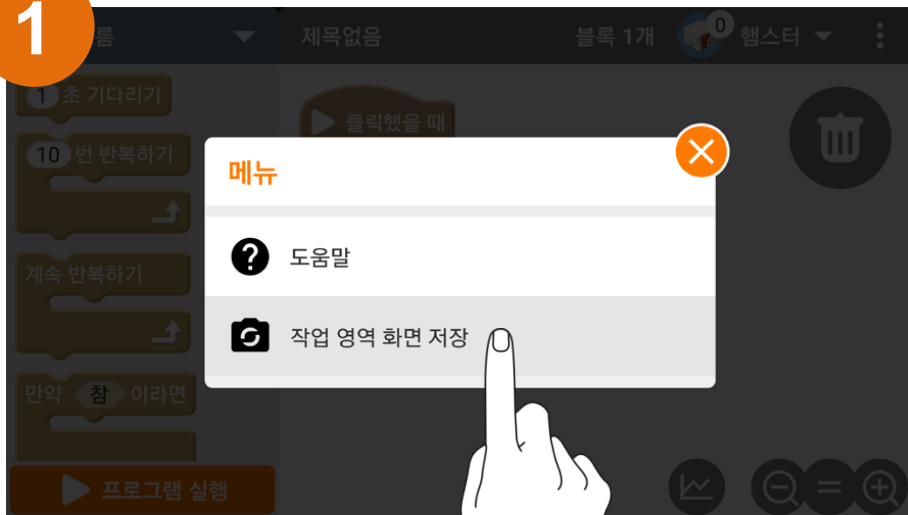 1
름
제목없음
블록 1개
0
햄스터
1 초 기다리기
클릭했을 때
10 번 반복하기
메뉴
도움말
계속 반복하기
작업 영역 화면 저장
만약 참 이라면
프로그램 실행